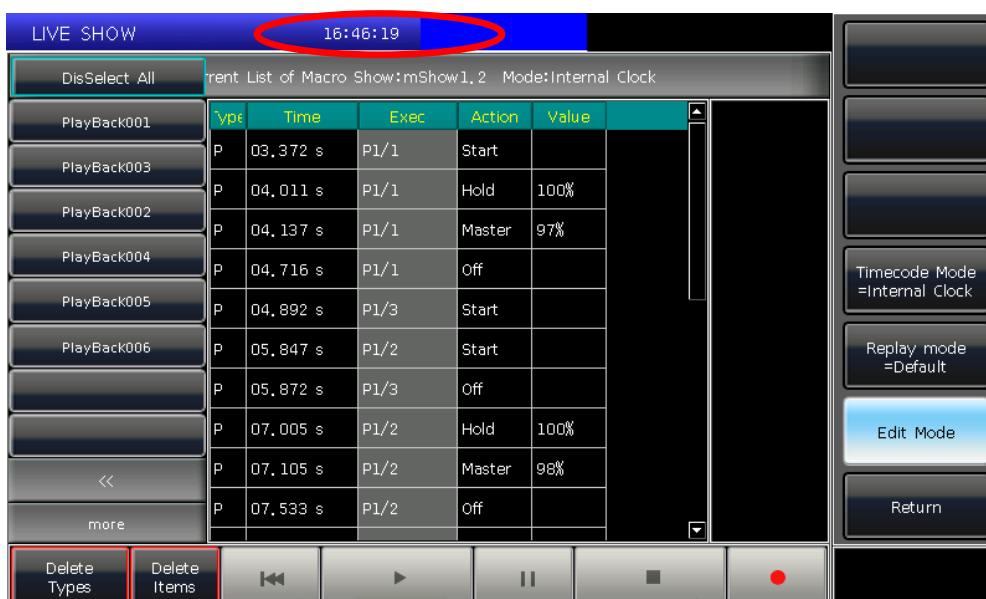 LIVE SHOW 16:46:19
DisSelect All
rrent List of Macro Show:mShow1.2 Mode:Internal Clock
PlayBack001
PlayBack003
PlayBack002
PlayBack004
PlayBack005
PlayBack006
<<
more
Type Time Exec Action Value
P 03.372 s P1/1 Start
P 04.011 s P1/1 Hold 100%
P 04.137 s P1/1 Master 97%
P 04.716 s P1/1 Off
P 04.892 s P1/3 Start
P 05.847 s P1/2 Start
P 05.872 s P1/3 Off
P 07.005 s P1/2 Hold 100%
P 07.105 s P1/2 Master 98%
P 07.533 s P1/2 Off
Timecode Mode
=Internal Clock
Replay mode
=Default
Edit Mode
Return
Delete
Types
Delete
Items